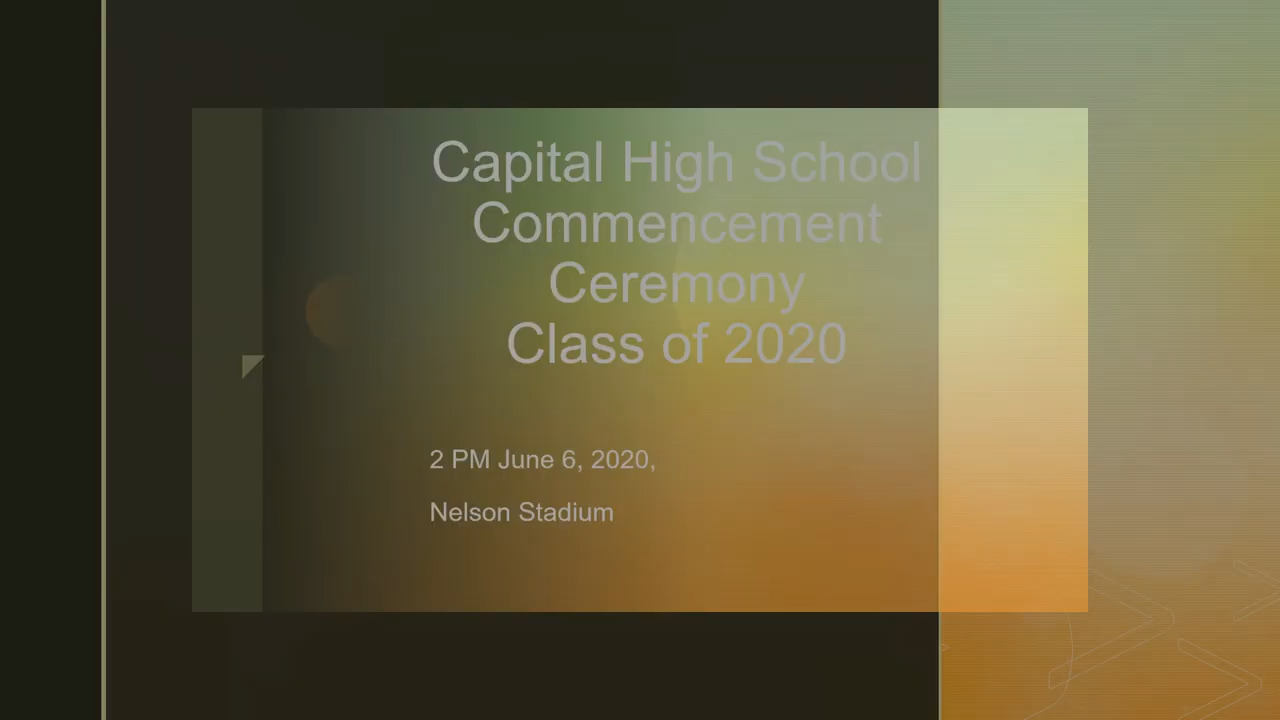 Capital High School
Commencement
Ceremony
Class of 2020
2 PM June 6, 2020,
Nelson Stadium